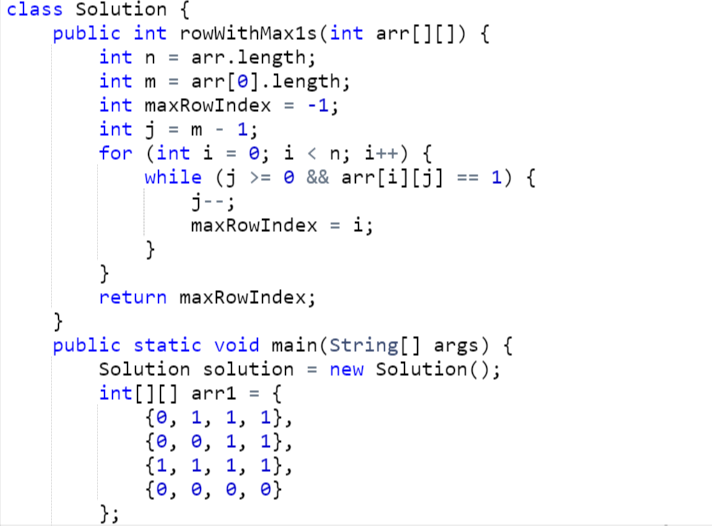 class Solution {
    public int rowWithMax1s(int arr[][]) {
        int n = arr.length;
        int m = arr[0].length;
        int maxRowIndex = -1;
        int j = m - 1;
        for (int i = 0; i < n; i++) {
            while (j >= 0 && arr[i][j] == 1) {
                j--;
                maxRowIndex = i;
            }
        }
        return maxRowIndex;
    }
    public static void main(String[] args) {
        Solution solution = new Solution();
        int[][] arr1 = {
            {0, 1, 1, 1},
            {0, 0, 1, 1},
            {1, 1, 1, 1},
            {0, 0, 0, 0}
        };